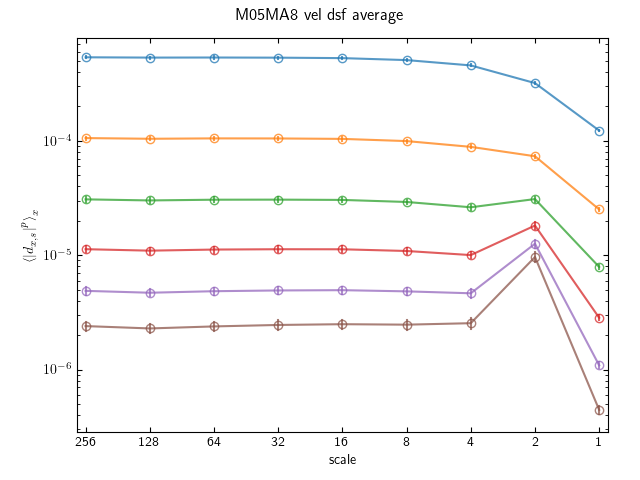 M05MA8 vel dsf average
10⁻⁴
10⁻⁵
10⁻⁶
⟨|d_{x,s}|^p⟩_x
256 128 64 32 16 8 4 2 1
scale